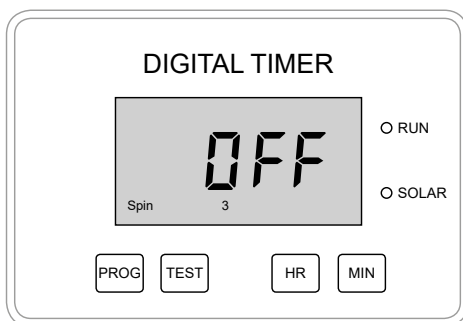 DIGITAL TIMER
OFF
RUN
Spin 3
SOLAR
PROG TEST HR MIN